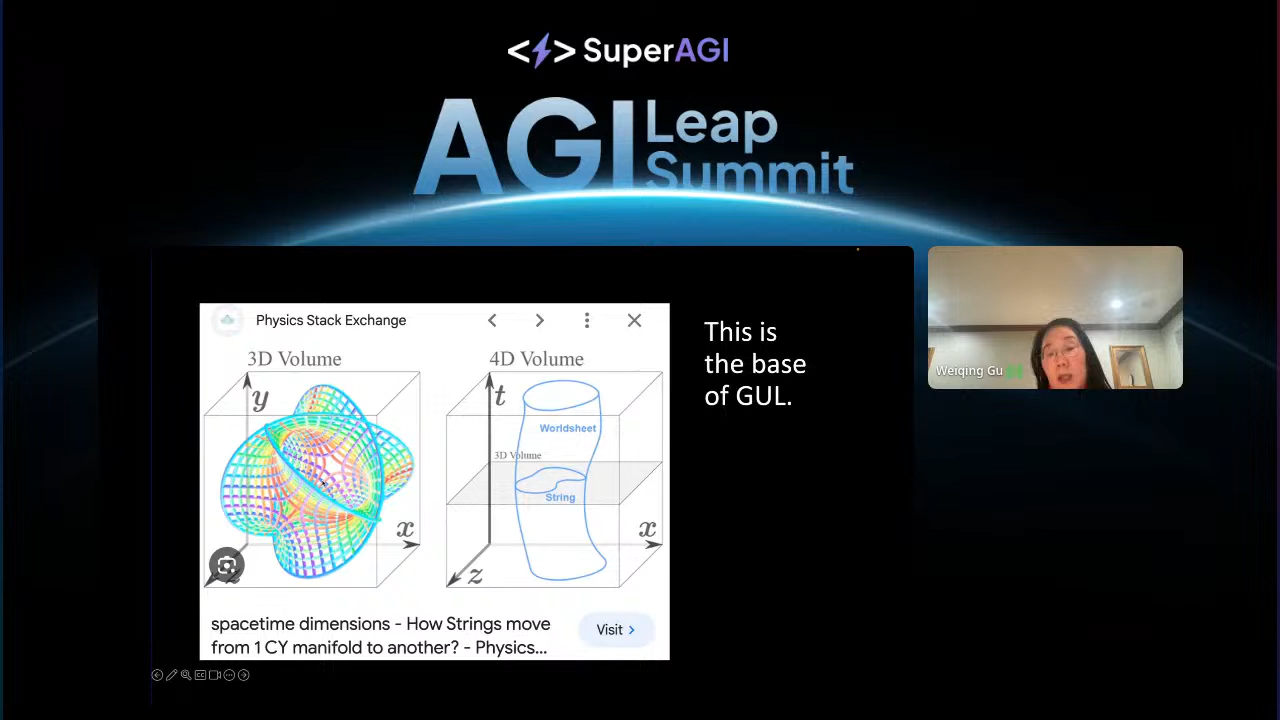 <⚡> SuperAGI
AGI Leap
Summit
Physics Stack Exchange
3D Volume
y
x
z
4D Volume
t
Worldsheet
3D Volume
String
x
z
spacetime dimensions - How Strings move
from 1 CY manifold to another? - Physics...
Visit >
This is
the base
of GUL.
Weiqing Gu